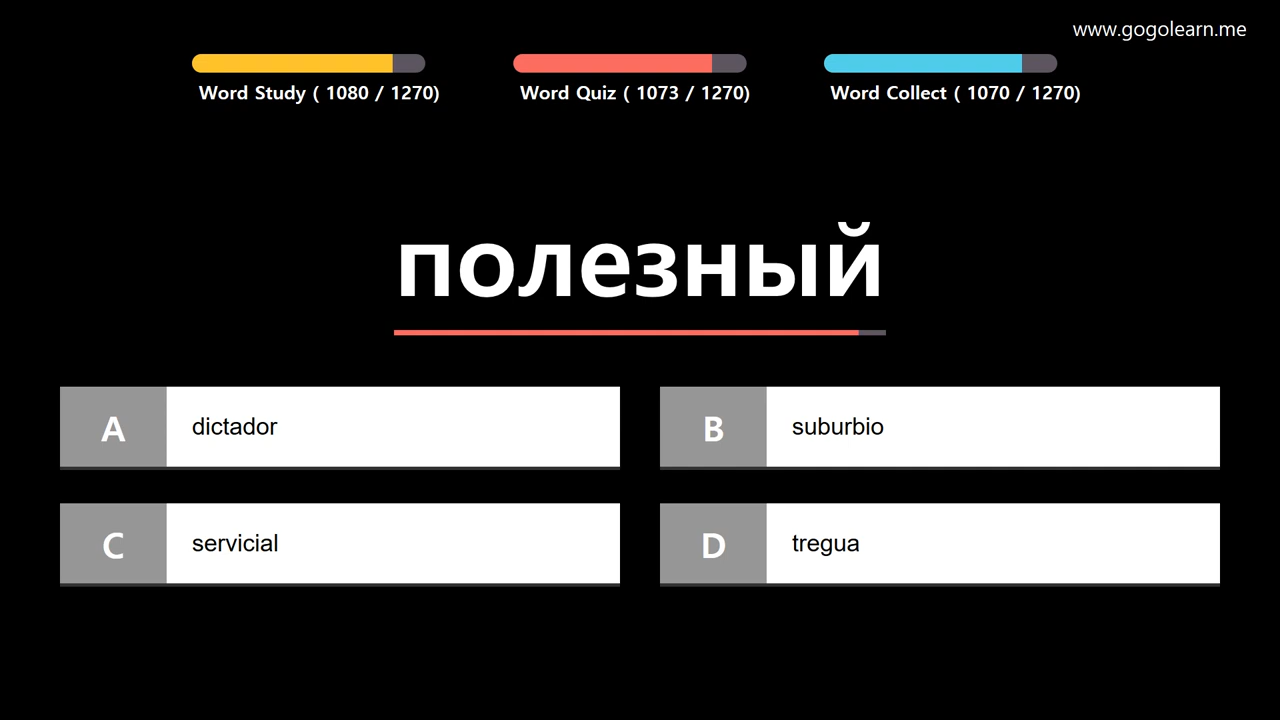 www.gogolearn.me
Word Study ( 1080 / 1270)
Word Quiz ( 1073 / 1270)
Word Collect ( 1070 / 1270)
полезный
A dictador
B suburbio
C servicial
D tregua